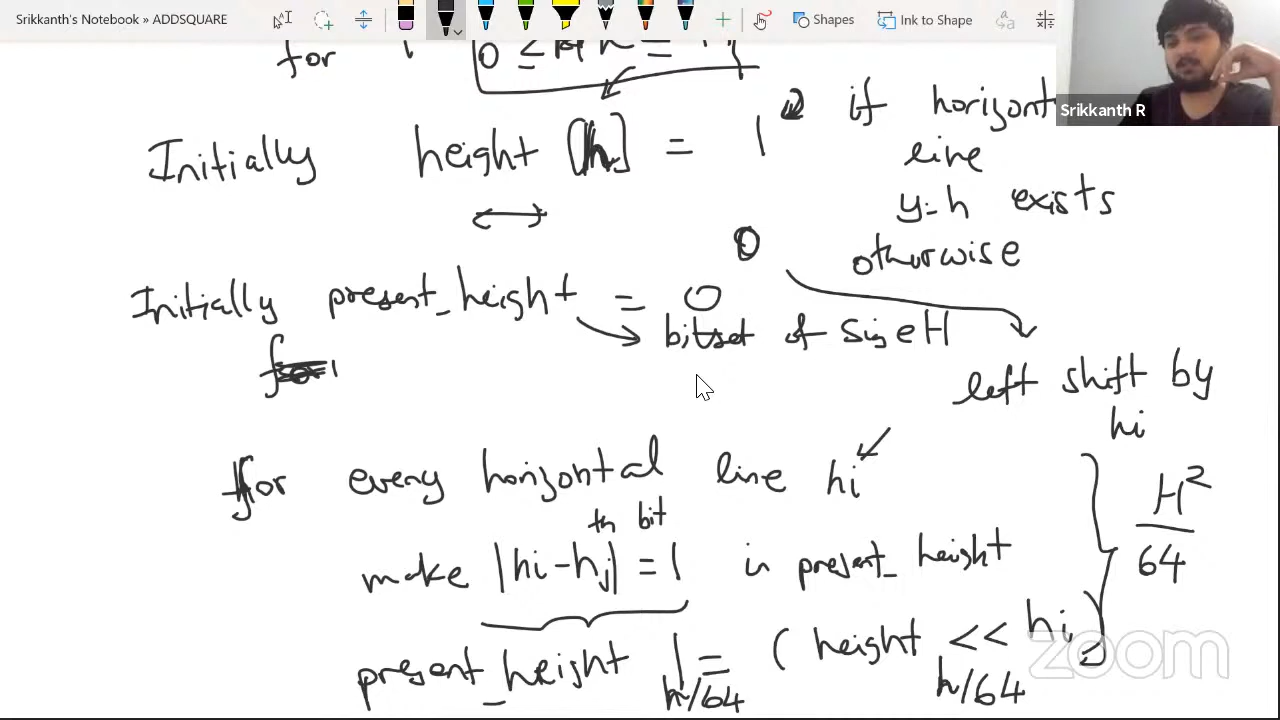 Srikkanth's Notebook » ADDSQUARE
Shapes
Ink to Shape
for
Srikkanth R
Initially height [h] = 1 if horizont
line
y=h exists
0 otherwise
Initially present_height = 0
bitset of size H
left shift by
hi
for every horizontal line hi
th bit
make |hi-hj| = 1 in present_height
H²
64
present_height |= (height << hi)
h/64 h/64
zoom